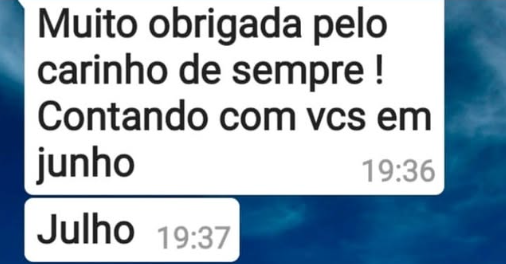 Muito obrigada pelo
carinho de sempre !
Contando com vcs em
junho
19:36
Julho
19:37